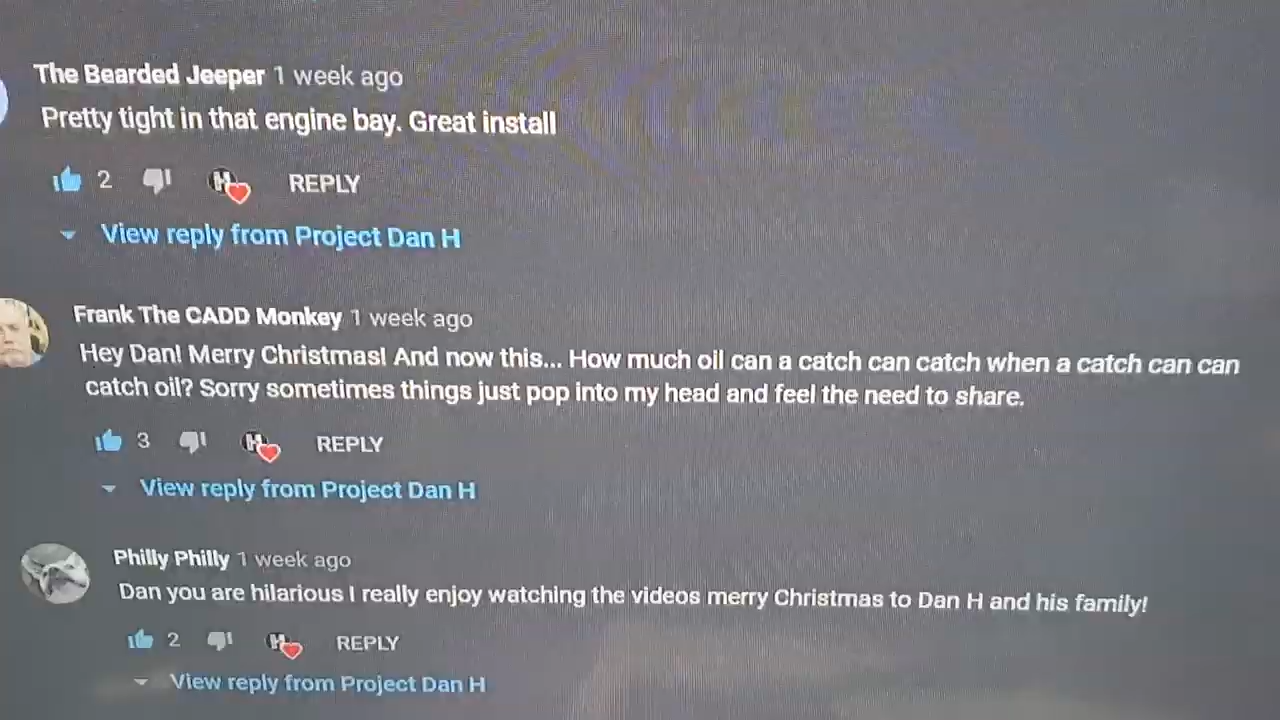 The Bearded Jeeper 1 week ago
Pretty tight in that engine bay. Great install
2 REPLY
View reply from Project Dan H
Frank The CADD Monkey 1 week ago
Hey Dan! Merry Christmas! And now this... How much oil can a catch can catch when a catch can can
catch oil? Sorry sometimes things just pop into my head and feel the need to share.
3 H REPLY
View reply from Project Dan H
Philly Philly 1 week ago
Dan you are hilarious I really enjoy watching the videos merry Christmas to Dan H and his family!
2 H REPLY
View reply from Project Dan H